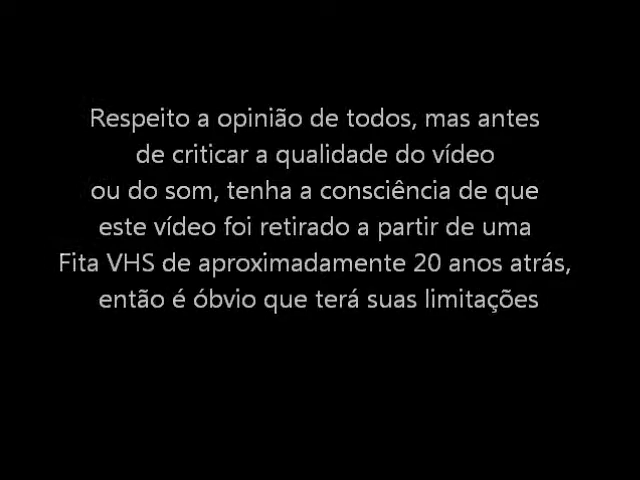 Respeito a opinião de todos, mas antes
de criticar a qualidade do vídeo
ou do som, tenha a consciência de que
este vídeo foi retirado a partir de uma
Fita VHS de aproximadamente 20 anos atrás,
então é óbvio que terá suas limitações